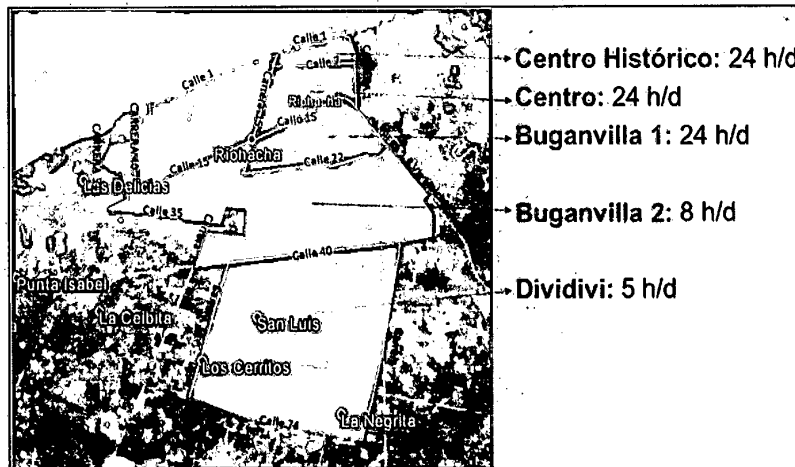 Calle 1
Centro Histórico: 24 h/d
Calle 1
Riohacha
Centro: 24 h/d
Calle 15
Buganvilla 1: 24 h/d
Riohacha
Calle 15
Calle 22
Las Delicias
Calle 35
Buganvilla 2: 8 h/d
Calle 40
Punta Isabel
Dividivi: 5 h/d
La Ceibita
San Luis
Los Cerritos
La Negrita